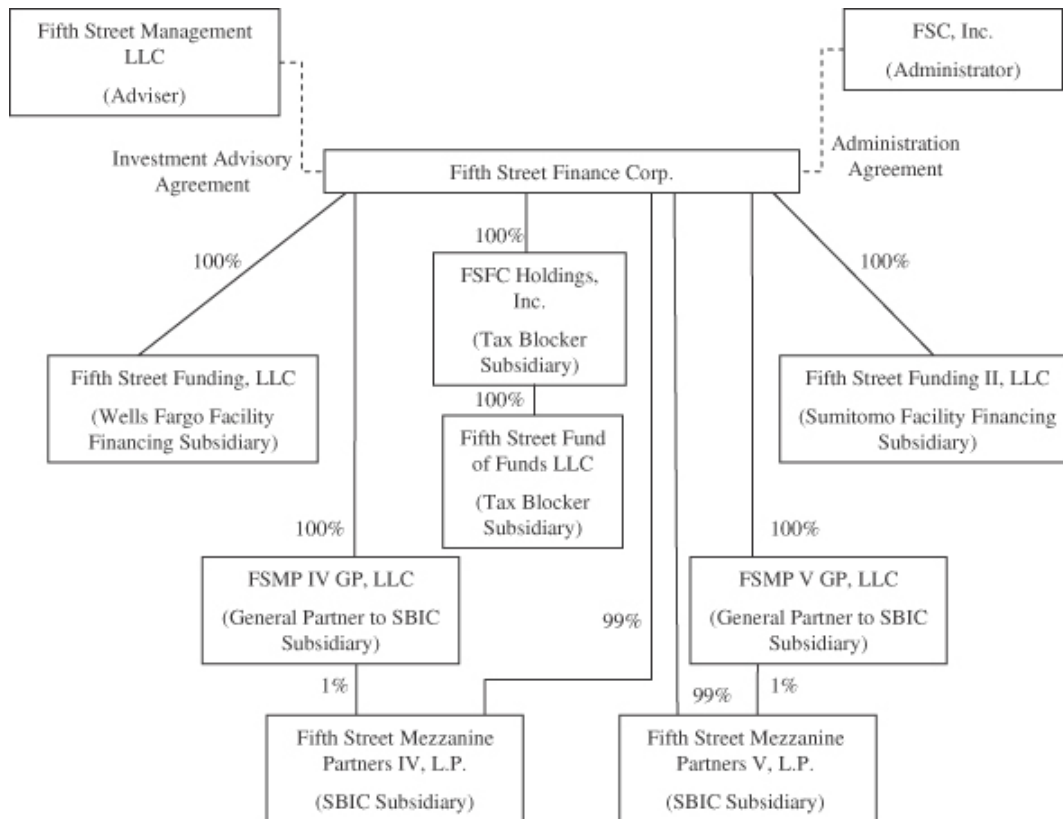 Fifth Street Management
LLC
(Adviser)
FSC, Inc.
(Administrator)
Investment Advisory
Agreement
Administration
Agreement
Fifth Street Finance Corp.
100%
100%
100%
FSFC Holdings,
Inc.
(Tax Blocker
Subsidiary)
Fifth Street Funding, LLC
(Wells Fargo Facility
Financing Subsidiary)
Fifth Street Funding II, LLC
(Sumitomo Facility Financing
Subsidiary)
100%
Fifth Street Fund
of Funds LLC
(Tax Blocker
Subsidiary)
100%
100%
FSMP IV GP, LLC
(General Partner to SBIC
Subsidiary)
99%
FSMP V GP, LLC
(General Partner to SBIC
Subsidiary)
1%
99%
1%
Fifth Street Mezzanine
Partners IV, L.P.
(SBIC Subsidiary)
Fifth Street Mezzanine
Partners V, L.P.
(SBIC Subsidiary)